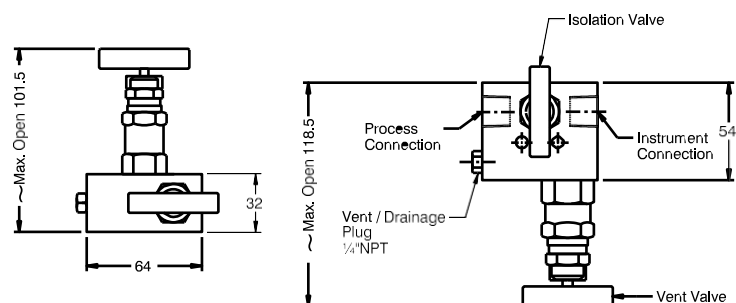 Isolation Valve
~Max. Open 101.5
32
64
~Max. Open 118.5
Process
Connection
Instrument
Connection
54
Vent / Drainage
Plug
¼"NPT
Vent Valve